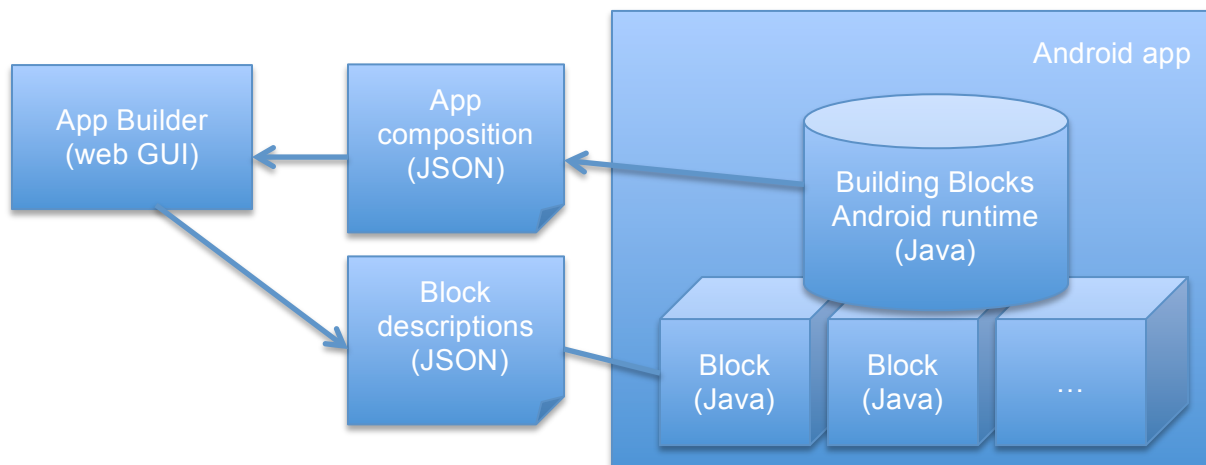 Android app
App Builder
(web GUI)
App
composition
(JSON)
Building Blocks
Android runtime
(Java)
Block
descriptions
(JSON)
Block
(Java)
Block
(Java)
...